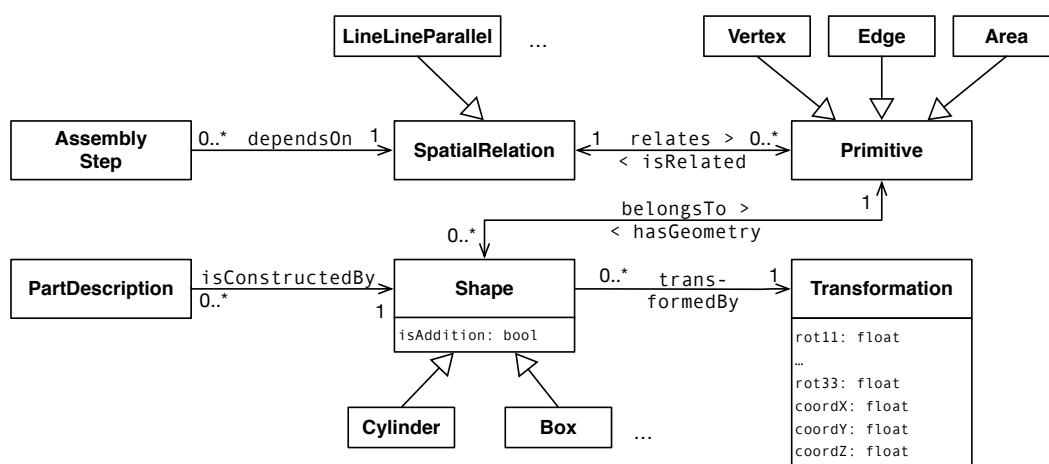 LineLineParallel
...
Vertex
Edge
Area
Assembly
Step
0..* dependsOn 1
SpatialRelation
1 relates > 0..*
< isRelated
Primitive
belongsTo > 1
0..* < hasGeometry
PartDescription
isConstructedBy
0..* 1
Shape
isAddition: bool
0..* trans- 1
formedBy
Transformation
rot11: float
…
rot33: float
coordX: float
coordY: float
coordZ: float
Cylinder
Box
...